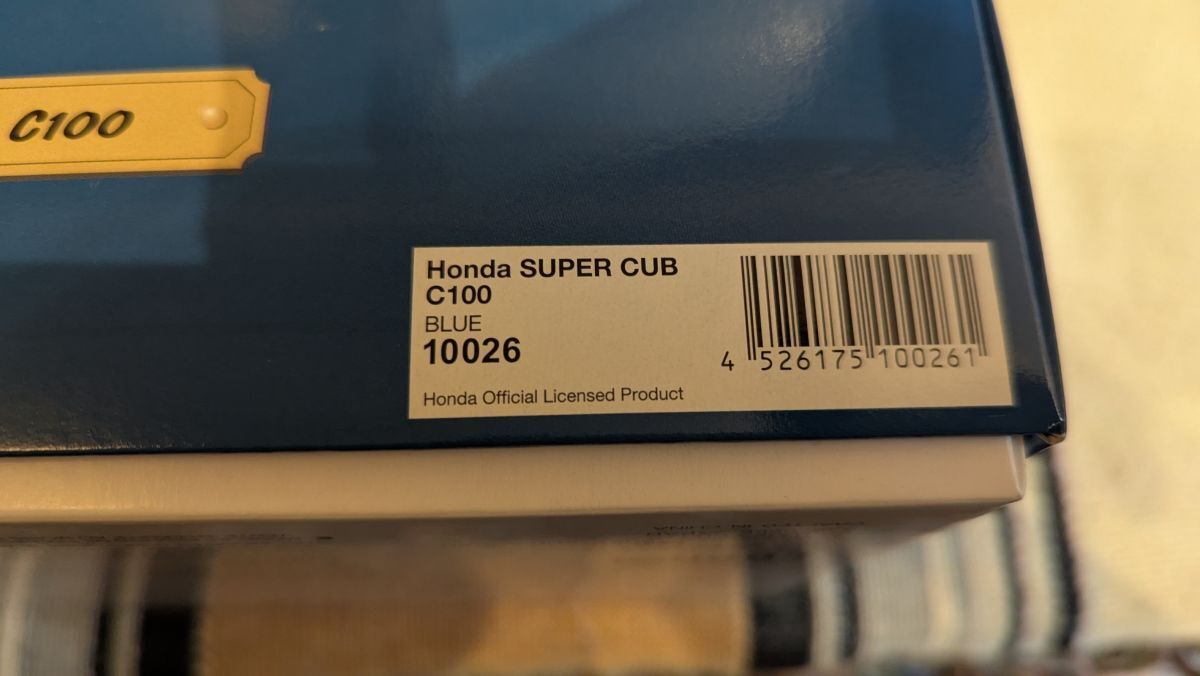 C100
Honda SUPER CUB
C100
BLUE
10026
Honda Official Licensed Product
4 526175 100261